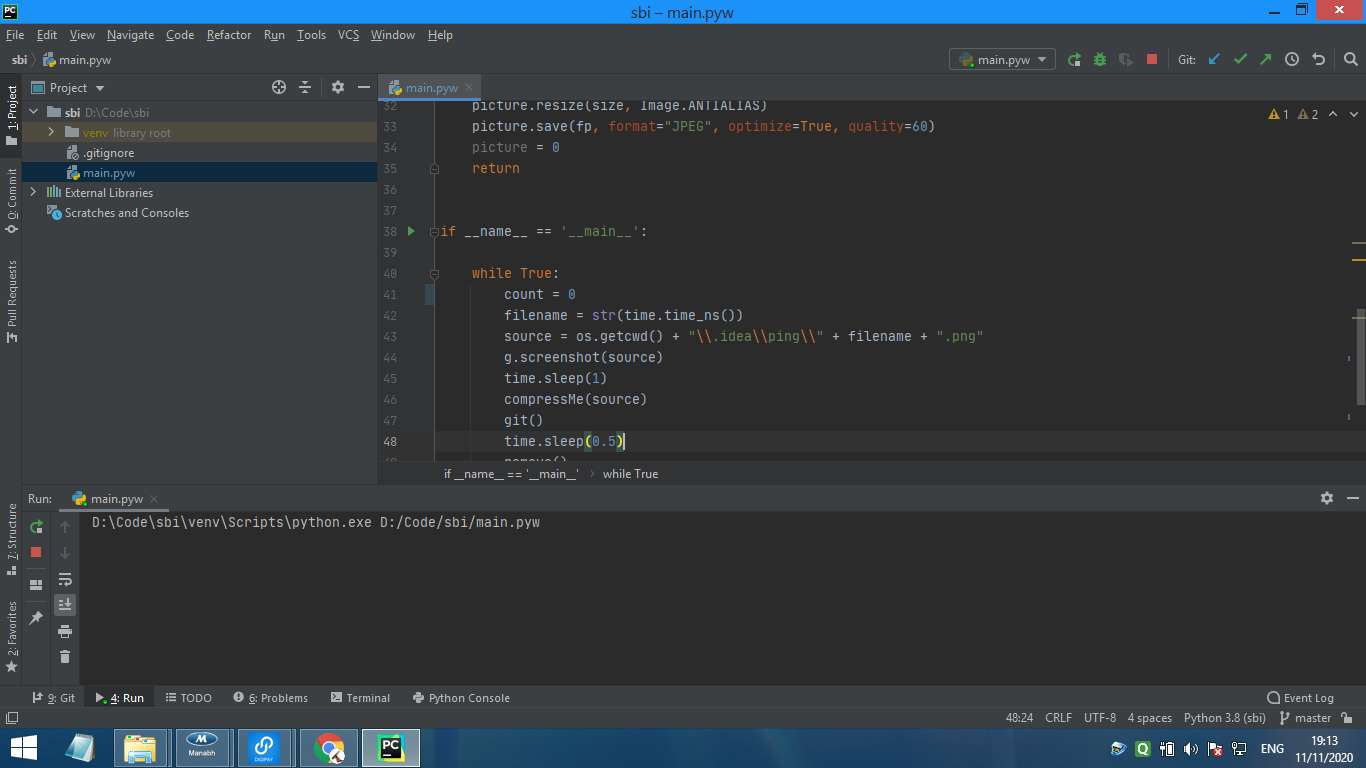 sbi – main.pyw
File Edit View Navigate Code Refactor Run Tools VCS Window Help
sbi main.pyw
main.pyw
Git:
1: Project
Project
main.pyw
sbi D:\Code\sbi
venv library root
.gitignore
main.pyw
External Libraries
Scratches and Consoles
0: Commit
Pull Requests
32 picture.resize(size, Image.ANTIALIAS)
33 picture.save(fp, format="JPEG", optimize=True, quality=60)
34 picture = 0
35 return
36
37
38 if __name__ == '__main__':
39
40 while True:
41 count = 0
42 filename = str(time.time_ns())
43 source = os.getcwd() + "\\.idea\\ping\\" + filename + ".png"
44 g.screenshot(source)
45 time.sleep(1)
46 compressMe(source)
47 git()
48 time.sleep(0.5)
49 remove()
1 2
if __name__ == '__main__' › while True
Run: main.pyw
D:\Code\sbi\venv\Scripts\python.exe D:/Code/sbi/main.pyw
7: Structure
2: Favorites
9: Git 4: Run TODO 6: Problems Terminal Python Console Event Log
48:24 CRLF UTF-8 4 spaces Python 3.8 (sbi) master
Manabh
DIGIPAY
PC
ENG
19:13
11/11/2020